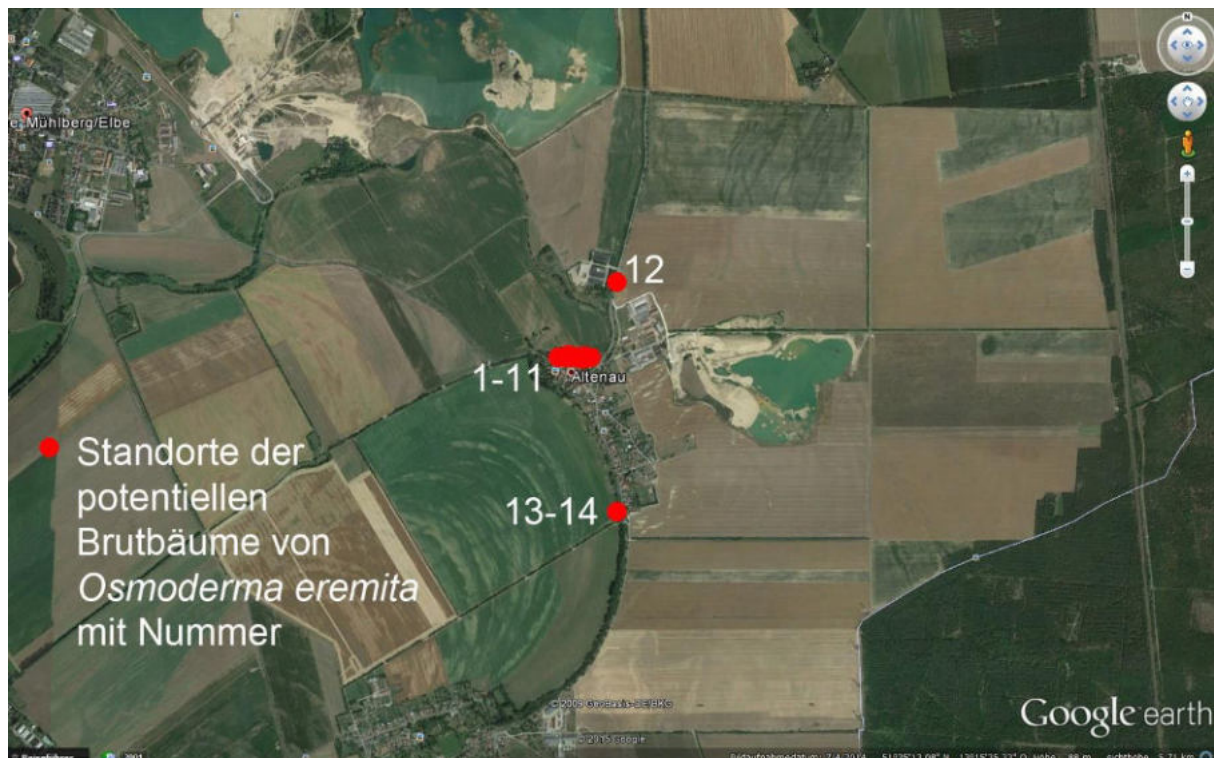 e Mühlberg/Elbe
N
12
1-11
Altenau
Standorte der
potentiellen
Brutbäume von
Osmoderma eremita
mit Nummer
13-14
© 2009 GeoBasis-DE/BKG
© 2015 Google
Google earth